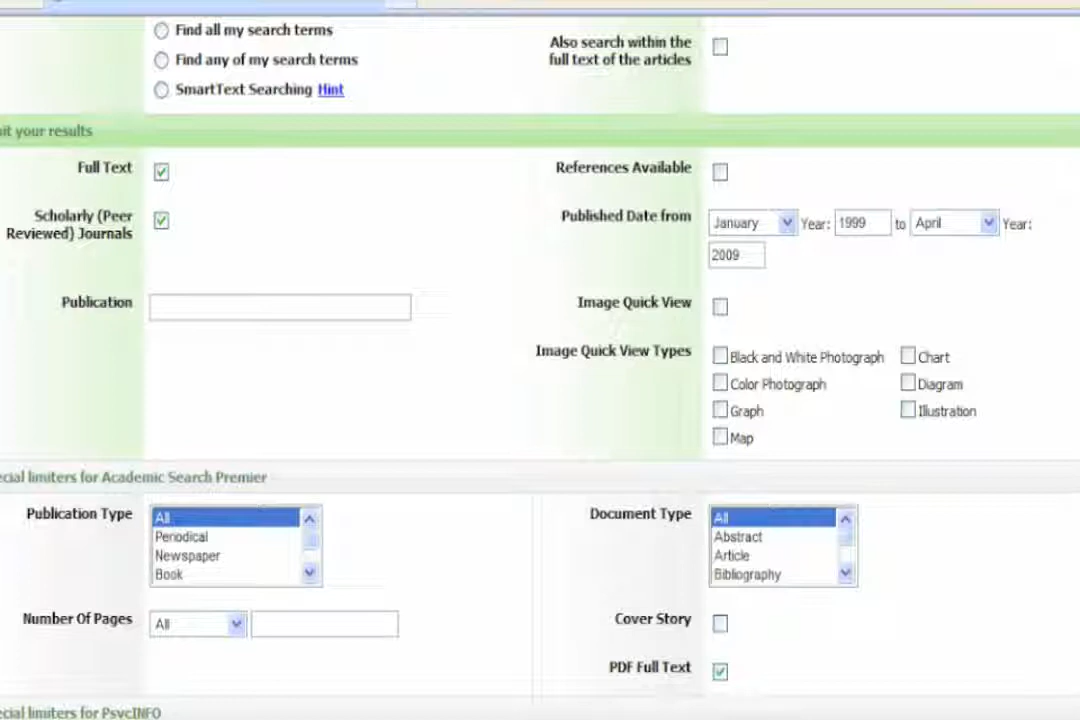 Find all my search terms
Find any of my search terms
SmartText Searching Hint
Also search within the
full text of the articles
it your results
Full Text
References Available
Scholarly (Peer
Reviewed) Journals
Published Date from
January Year: 1999 to April Year:
2009
Publication
Image Quick View
Image Quick View Types
Black and White Photograph Chart
Color Photograph Diagram
Graph Illustration
Map
cial limiters for Academic Search Premier
Publication Type
All
Periodical
Newspaper
Book
Document Type
All
Abstract
Article
Bibliography
Number Of Pages All
Cover Story
PDF Full Text
cial limiters for PsycINFO